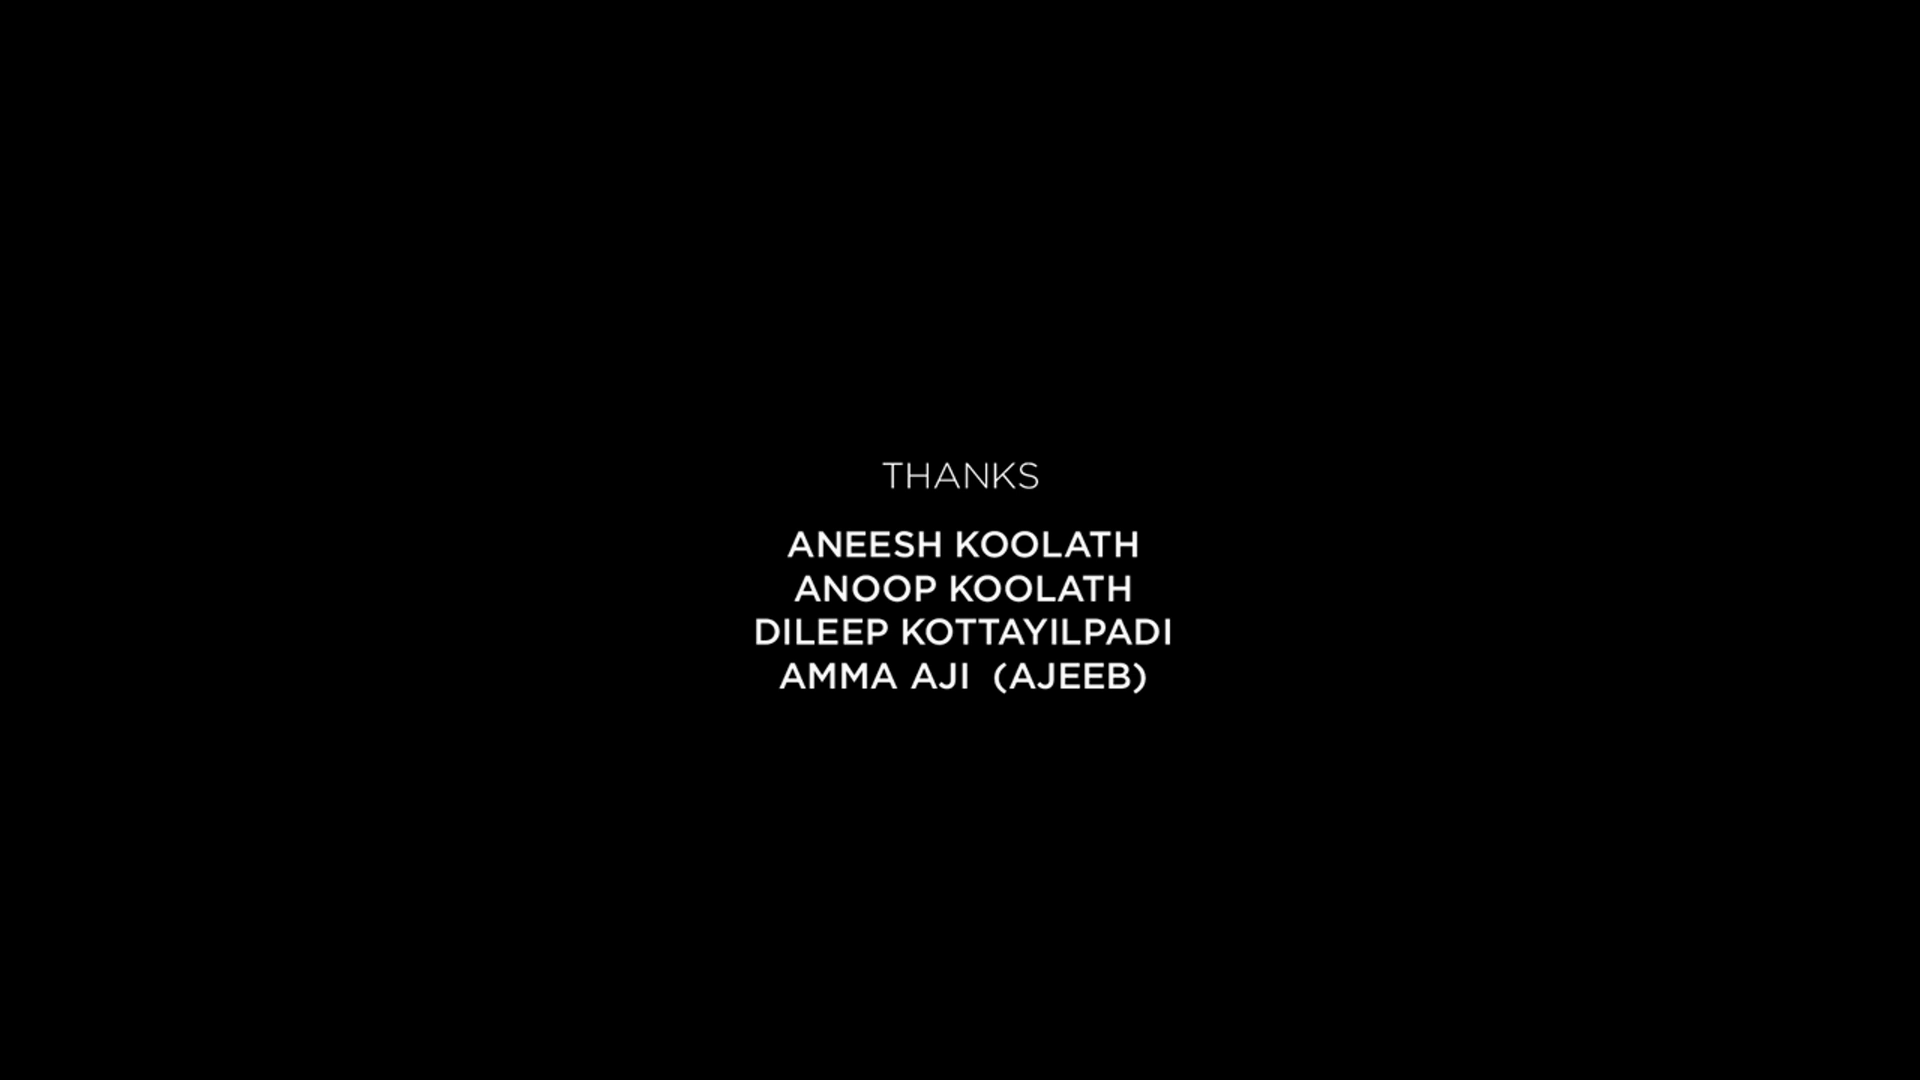 THANKS
ANEESH KOOLATH
ANOOP KOOLATH
DILEEP KOTTAYILPADI
AMMA AJI  (AJEEB)